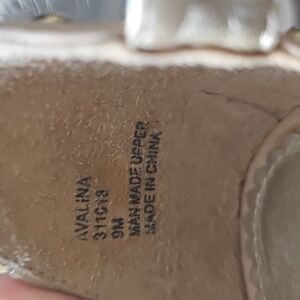 AVALINA
311013
9M
MAN MADE UPPER
MADE IN CHINA